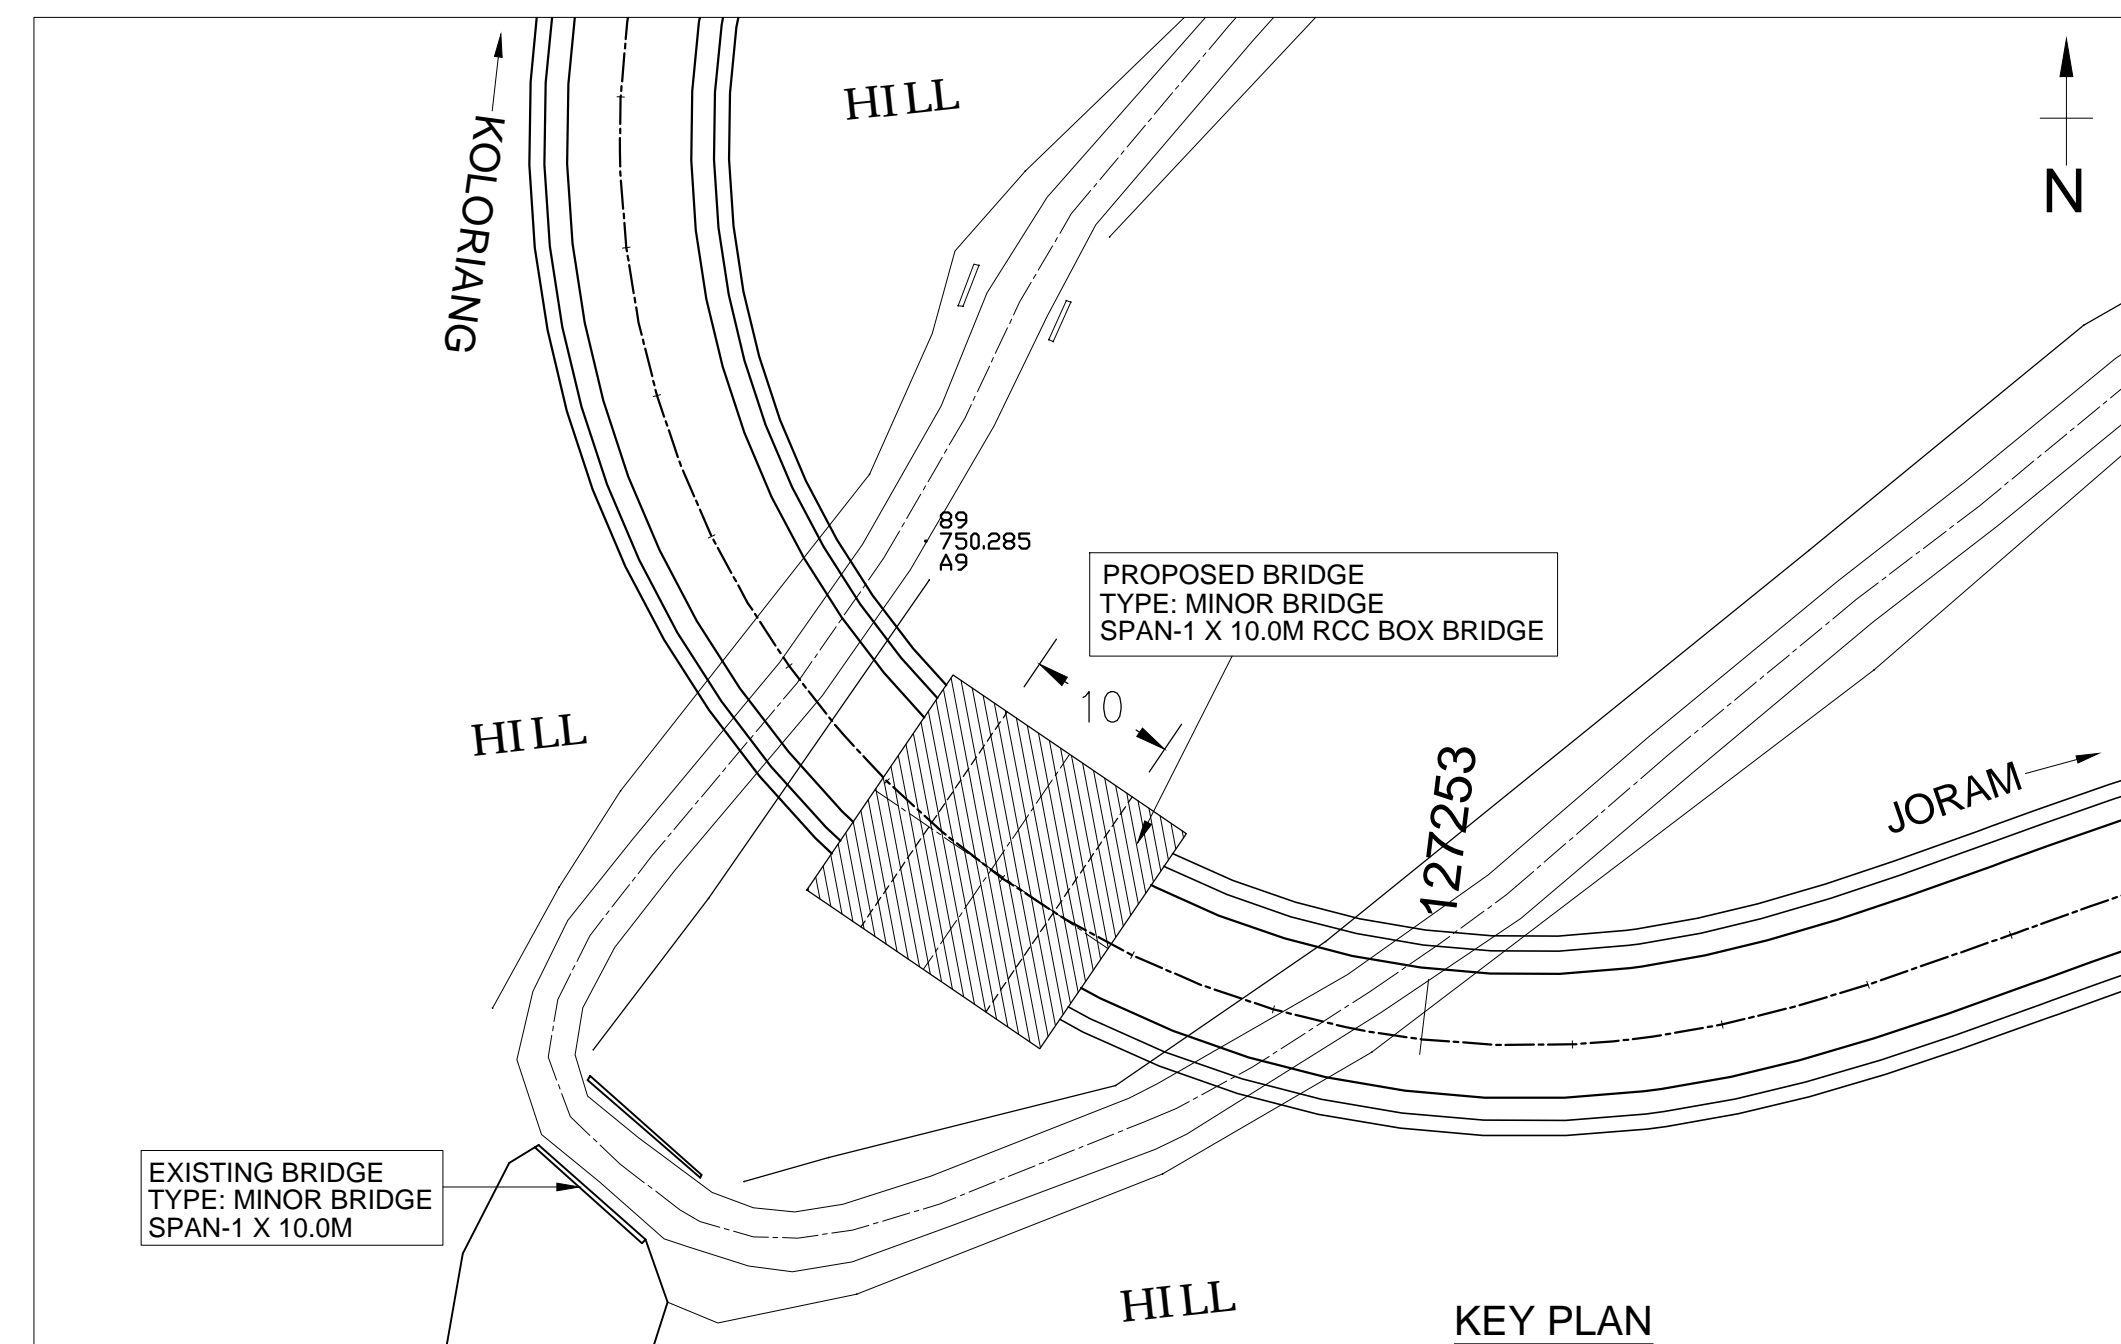 HILL
N
KOLORIANG
89
750.285
A9
PROPOSED BRIDGE
TYPE: MINOR BRIDGE
SPAN-1 X 10.0M RCC BOX BRIDGE
10
HILL
127253
JORAM
EXISTING BRIDGE
TYPE: MINOR BRIDGE
SPAN-1 X 10.0M
HILL
KEY PLAN